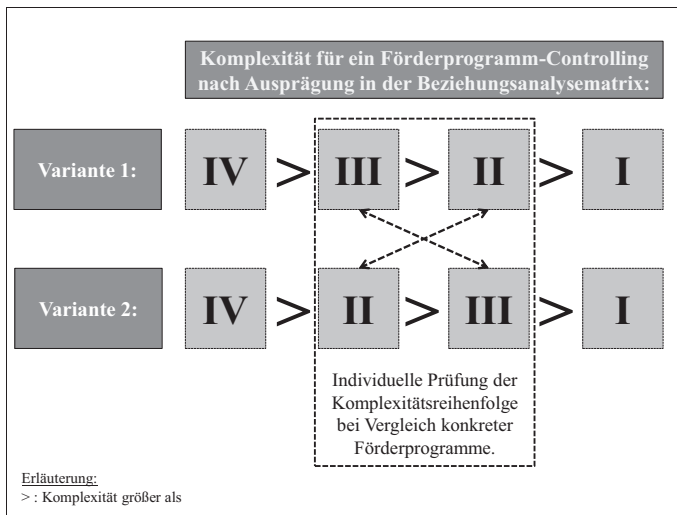 Komplexität für ein Förderprogramm-Controlling
nach Ausprägung in der Beziehungsanalysematrix:
Variante 1: IV > III > II > I
Variante 2: IV > II > III > I
Individuelle Prüfung der
Komplexitätsreihenfolge
bei Vergleich konkreter
Förderprogramme.
Erläuterung:
> : Komplexität größer als